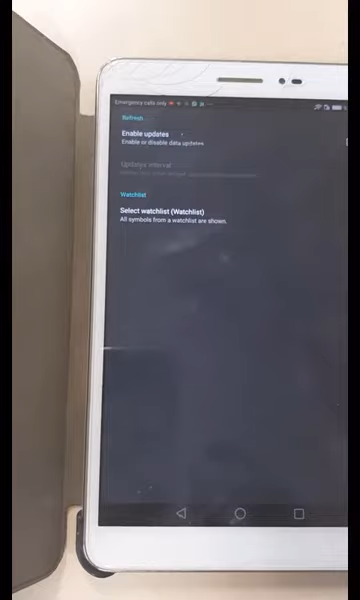 Emergency calls only
Refresh
Enable updates
Enable or disable data updates
Updates interval
Watchlist
Select watchlist (Watchlist)
All symbols from a watchlist are shown.